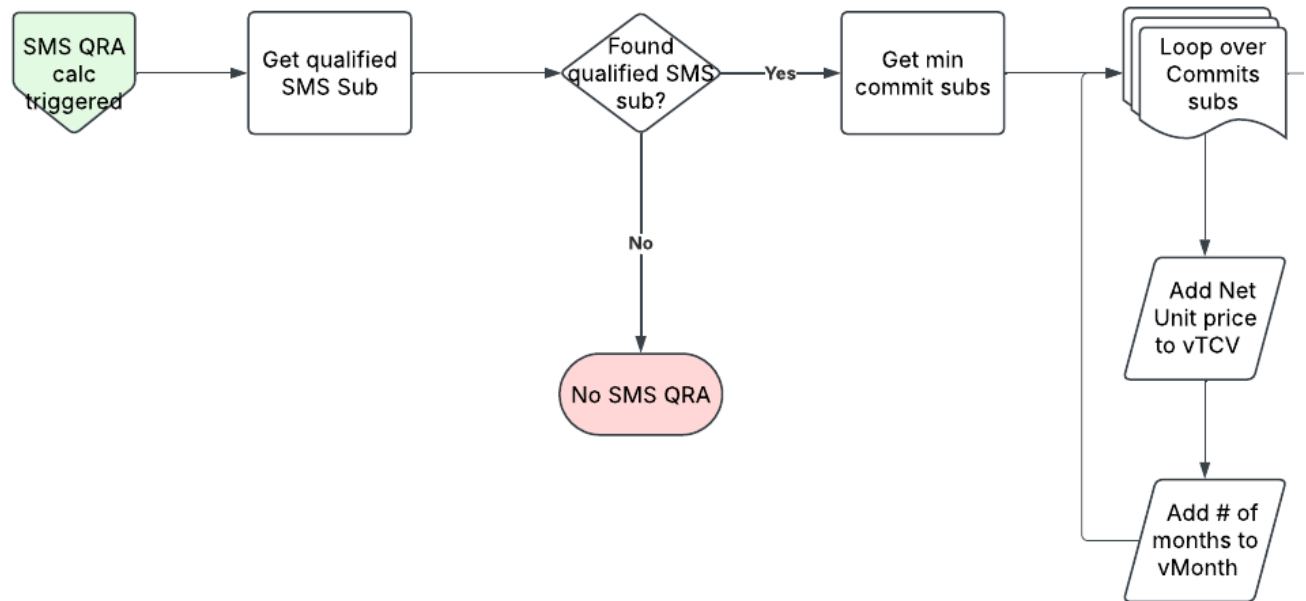 SMS QRA
calc
triggered
Get qualified
SMS Sub
Found
qualified SMS
sub?
Yes
Get min
commit subs
Loop over
Commits
subs
No
Add Net
Unit price
to vTCV
No SMS QRA
Add # of
months to
vMonth